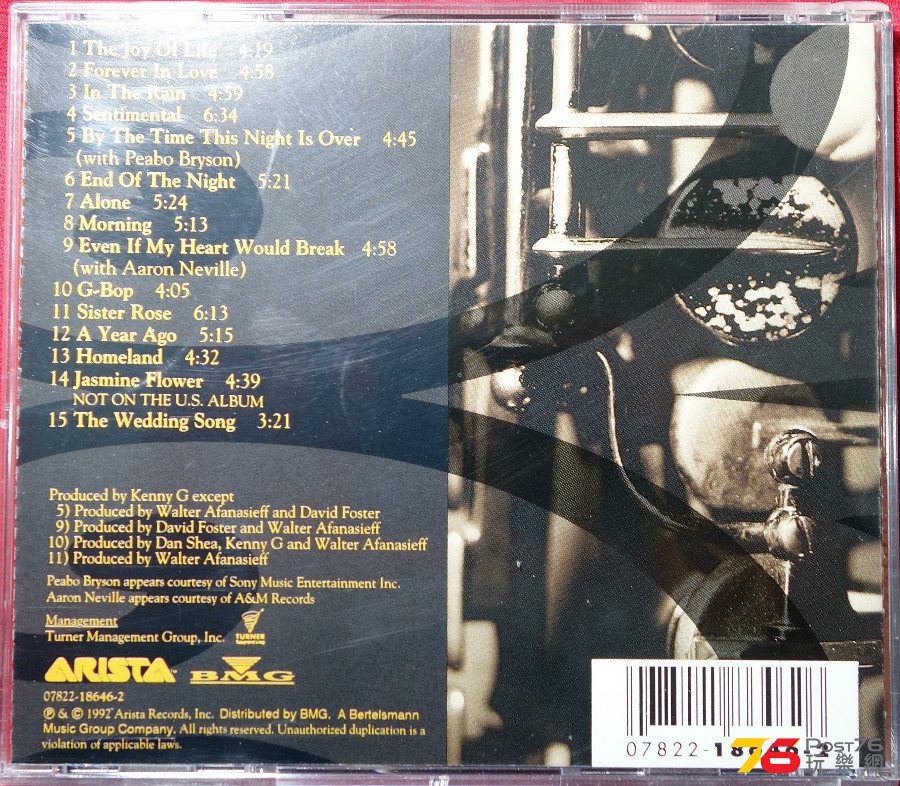 1 The Joy Of Life 4:19
2 Forever In Love 4:58
3 In The Rain 4:59
4 Sentimental 6:34
5 By The Time This Night Is Over 4:45
(with Peabo Bryson)
6 End Of The Night 5:21
7 Alone 5:24
8 Morning 5:13
9 Even If My Heart Would Break 4:58
(with Aaron Neville)
10 G-Bop 4:05
11 Sister Rose 6:13
12 A Year Ago 5:15
13 Homeland 4:32
14 Jasmine Flower 4:39
NOT ON THE U.S. ALBUM
15 The Wedding Song 3:21
Produced by Kenny G except
5) Produced by Walter Afanasieff and David Foster
9) Produced by David Foster and Walter Afanasieff
10) Produced by Dan Shea, Kenny G and Walter Afanasieff
11) Produced by Walter Afanasieff
Peabo Bryson appears courtesy of Sony Music Entertainment Inc.
Aaron Neville appears courtesy of A&M Records
Management
Turner Management Group, Inc.
TURNER
ARISTA™ BMG
07822-18646-2
℗ & © 1992 Arista Records, Inc. Distributed by BMG. A Bertelsmann
Music Group Company. All rights reserved. Unauthorized duplication is a
violation of applicable laws.
07822-18646-2
76 Post76
玩樂網